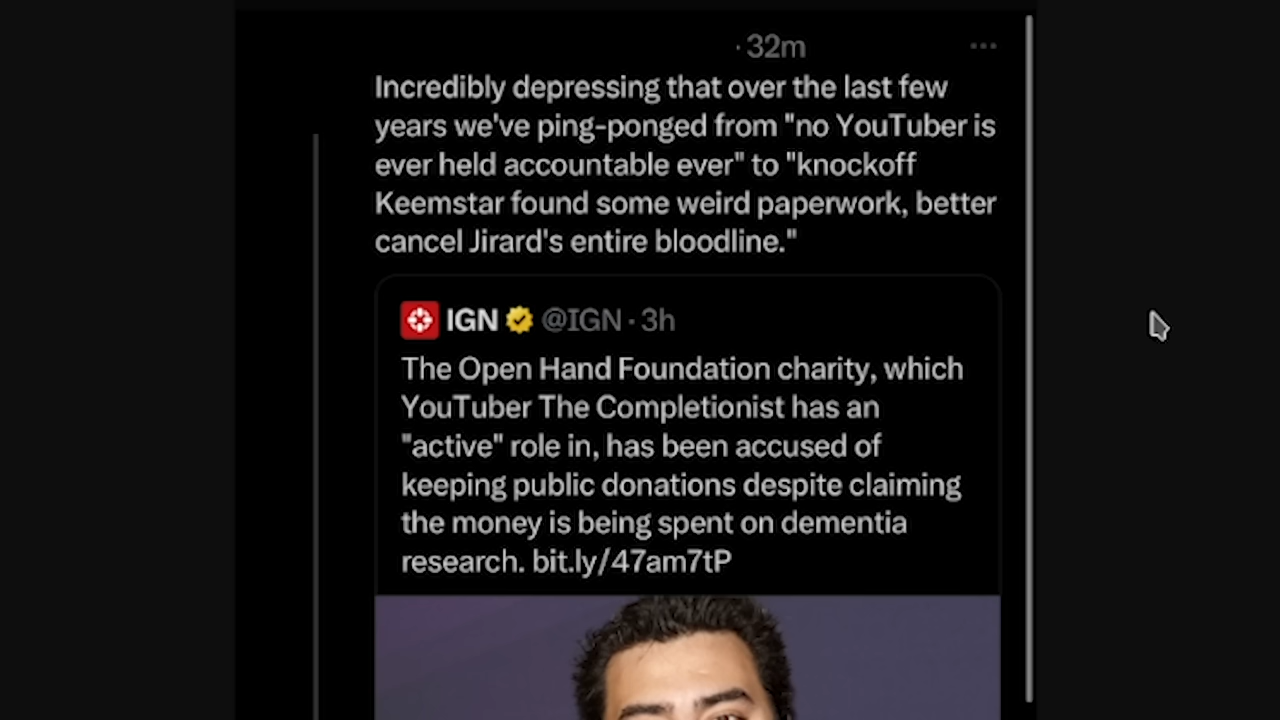 · 32m
Incredibly depressing that over the last few
years we've ping-ponged from "no YouTuber is
ever held accountable ever" to "knockoff
Keemstar found some weird paperwork, better
cancel Jirard's entire bloodline."
IGN @IGN · 3h
The Open Hand Foundation charity, which
YouTuber The Completionist has an
"active" role in, has been accused of
keeping public donations despite claiming
the money is being spent on dementia
research. bit.ly/47am7tP